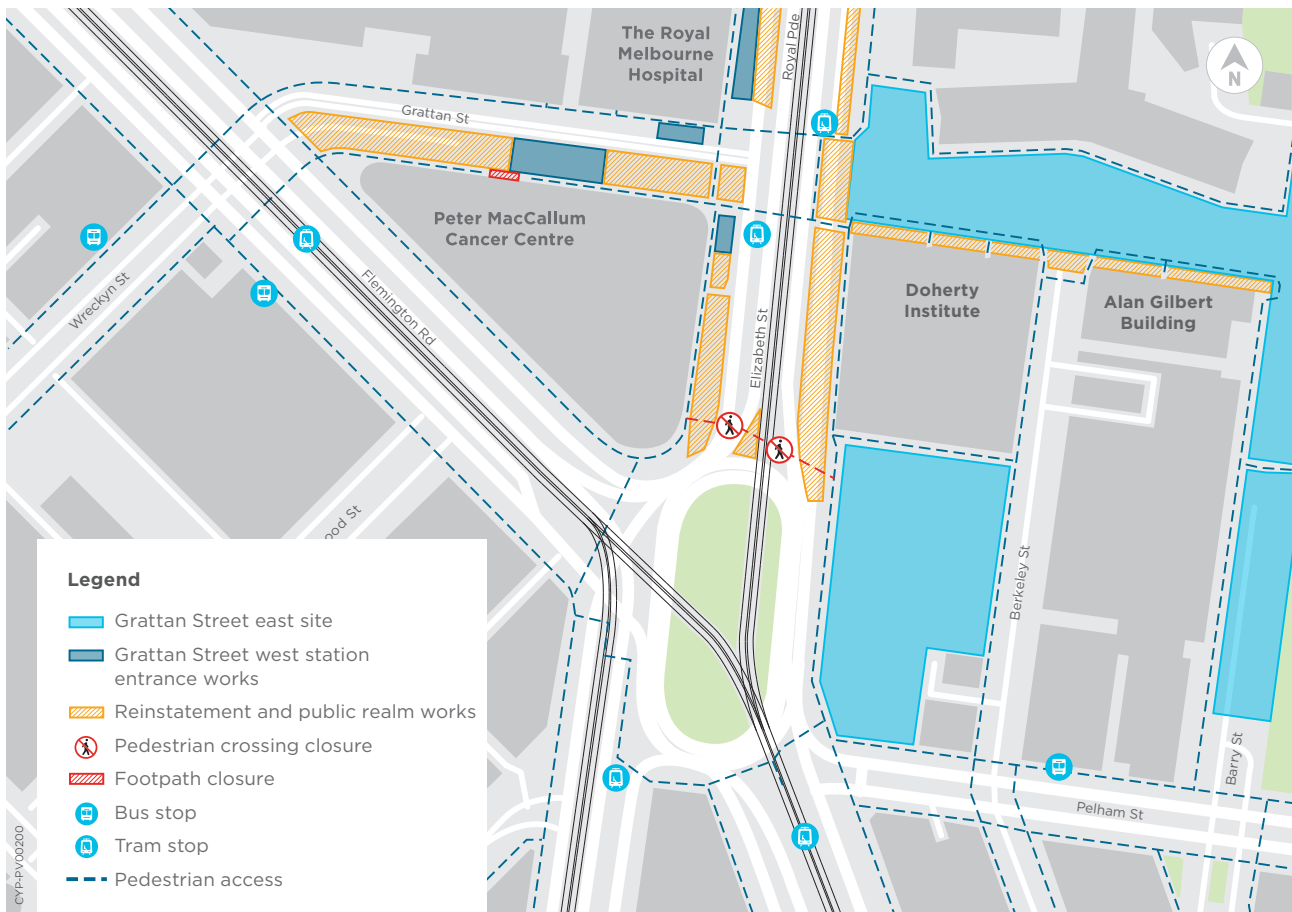 The Royal
Melbourne
Hospital
Royal Pde
N
Grattan St
Peter MacCallum
Cancer Centre
Flemington Rd
Wreckyn St
Elizabeth St
Doherty
Institute
Alan Gilbert
Building
ood St
Berkeley St
Barry St
Pelham St
Legend
Grattan Street east site
Grattan Street west station
entrance works
Reinstatement and public realm works
Pedestrian crossing closure
Footpath closure
Bus stop
Tram stop
Pedestrian access
CYP-PV00200